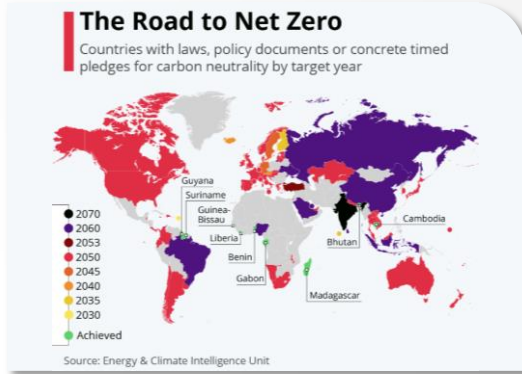 The Road to Net Zero
Countries with laws, policy documents or concrete timed
pledges for carbon neutrality by target year
Guyana
Suriname
Guinea-
Bissau
Liberia
Benin
Gabon
Madagascar
Bhutan
Cambodia
2070
2060
2053
2050
2045
2040
2035
2030
Achieved
Source: Energy & Climate Intelligence Unit